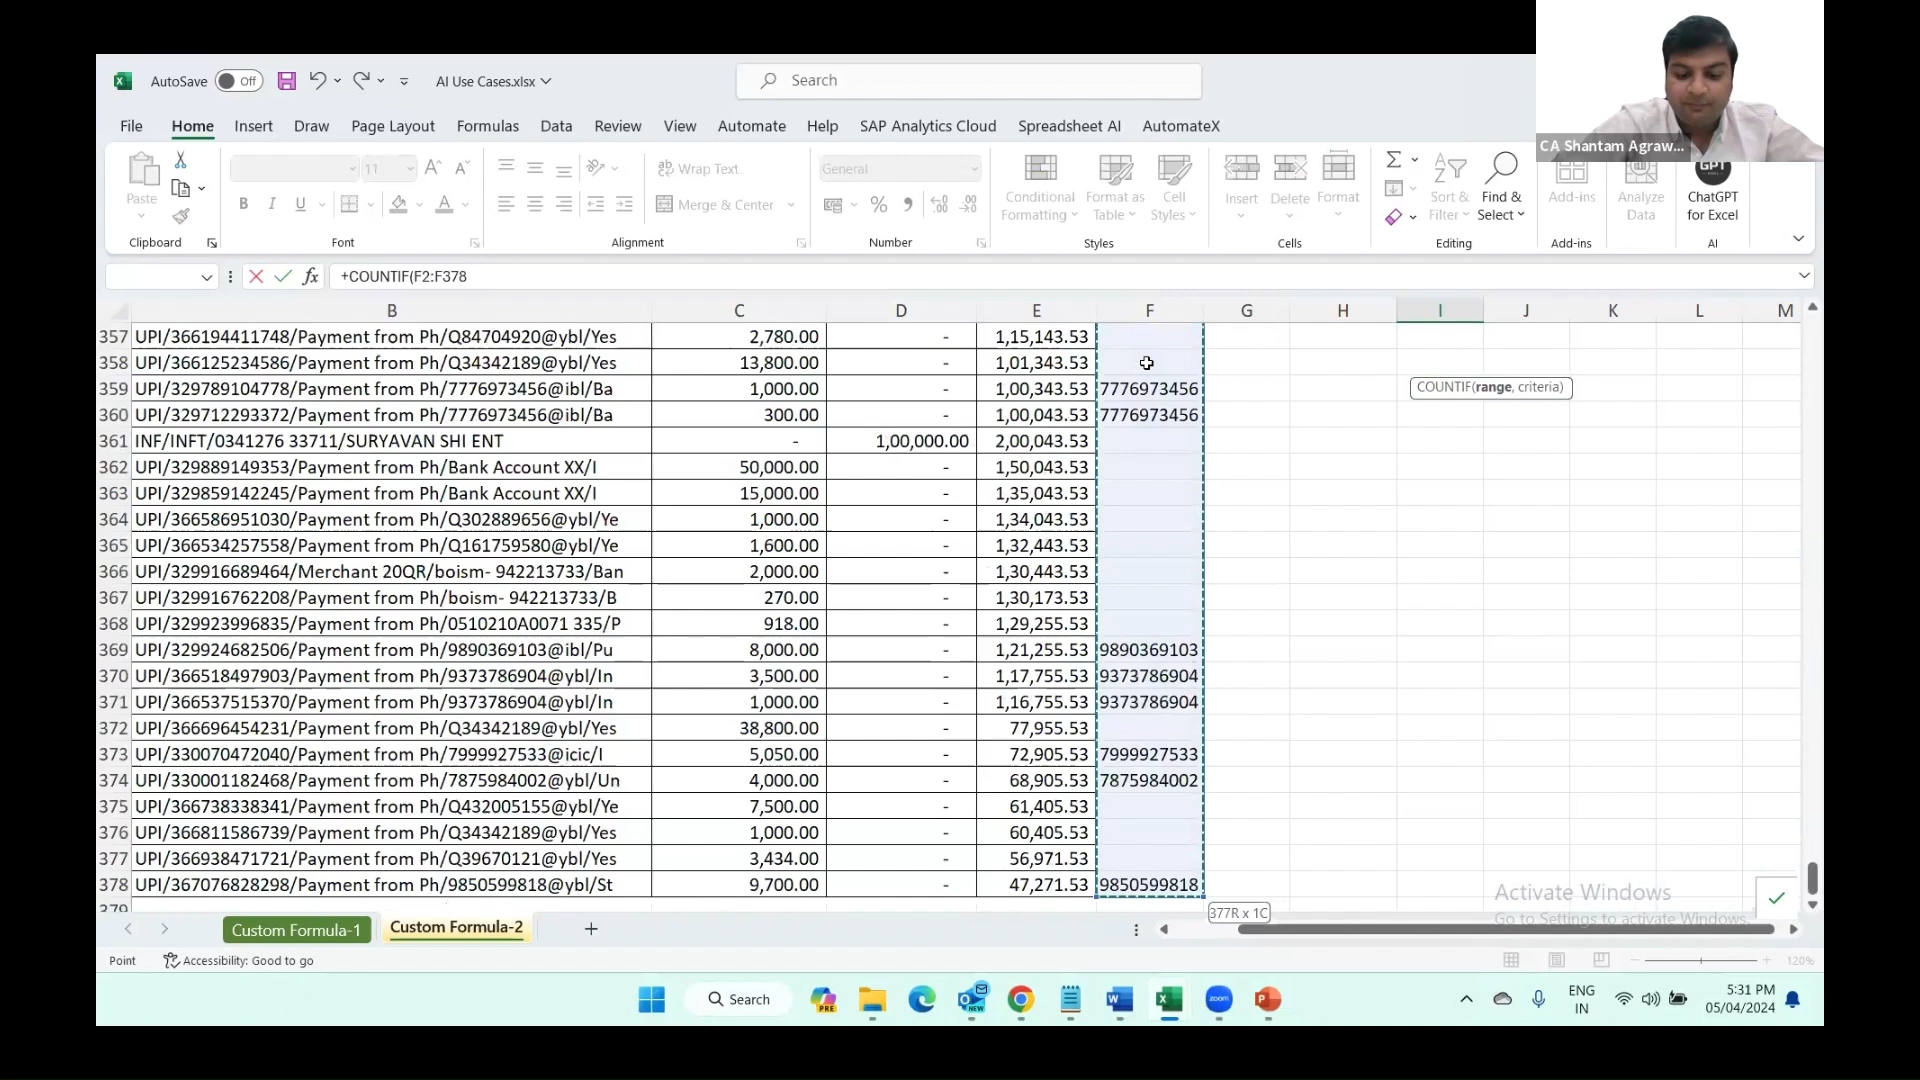 AutoSave Off AI Use Cases.xlsx Search
CA Shantam Agraw...
File Home Insert Draw Page Layout Formulas Data Review View Automate Help SAP Analytics Cloud Spreadsheet AI AutomateX
Paste 11 Wrap Text General
B I U Merge & Center
Conditional Formatting Format as Table Cell Styles Insert Delete Format Sort & Filter Find & Select Add-ins Analyze Data ChatGPT for Excel
Clipboard Font Alignment Number Styles Cells Editing Add-ins AI
fx +COUNTIF(F2:F378
B C D E F G H I J K L M
357 UPI/366194411748/Payment from Ph/Q84704920@ybl/Yes 2,780.00 - 1,15,143.53
358 UPI/366125234586/Payment from Ph/Q34342189@ybl/Yes 13,800.00 - 1,01,343.53
359 UPI/329789104778/Payment from Ph/7776973456@ibl/Ba 1,000.00 - 1,00,343.53 7776973456
COUNTIF(range, criteria)
360 UPI/329712293372/Payment from Ph/7776973456@ibl/Ba 300.00 - 1,00,043.53 7776973456
361 INF/INFT/0341276 33711/SURYAVAN SHI ENT - 1,00,000.00 2,00,043.53
362 UPI/329889149353/Payment from Ph/Bank Account XX/I 50,000.00 - 1,50,043.53
363 UPI/329859142245/Payment from Ph/Bank Account XX/I 15,000.00 - 1,35,043.53
364 UPI/366586951030/Payment from Ph/Q302889656@ybl/Ye 1,000.00 - 1,34,043.53
365 UPI/366534257558/Payment from Ph/Q161759580@ybl/Ye 1,600.00 - 1,32,443.53
366 UPI/329916689464/Merchant 20QR/boism- 942213733/Ban 2,000.00 - 1,30,443.53
367 UPI/329916762208/Payment from Ph/boism- 942213733/B 270.00 - 1,30,173.53
368 UPI/329923996835/Payment from Ph/0510210A0071 335/P 918.00 - 1,29,255.53
369 UPI/329924682506/Payment from Ph/9890369103@ibl/Pu 8,000.00 - 1,21,255.53 9890369103
370 UPI/366518497903/Payment from Ph/9373786904@ybl/In 3,500.00 - 1,17,755.53 9373786904
371 UPI/366537515370/Payment from Ph/9373786904@ybl/In 1,000.00 - 1,16,755.53 9373786904
372 UPI/366696454231/Payment from Ph/Q34342189@ybl/Yes 38,800.00 - 77,955.53
373 UPI/330070472040/Payment from Ph/7999927533@icic/I 5,050.00 - 72,905.53 7999927533
374 UPI/330001182468/Payment from Ph/7875984002@ybl/Un 4,000.00 - 68,905.53 7875984002
375 UPI/366738338341/Payment from Ph/Q432005155@ybl/Ye 7,500.00 - 61,405.53
376 UPI/366811586739/Payment from Ph/Q34342189@ybl/Yes 1,000.00 - 60,405.53
377 UPI/366938471721/Payment from Ph/Q39670121@ybl/Yes 3,434.00 - 56,971.53
378 UPI/367076828298/Payment from Ph/9850599818@ybl/St 9,700.00 - 47,271.53 9850599818
Activate Windows
379 377R x 1C
Go to Settings to activate Windows.
Custom Formula-1 Custom Formula-2
Point Accessibility: Good to go 120%
Search ENG IN 5:31 PM 05/04/2024